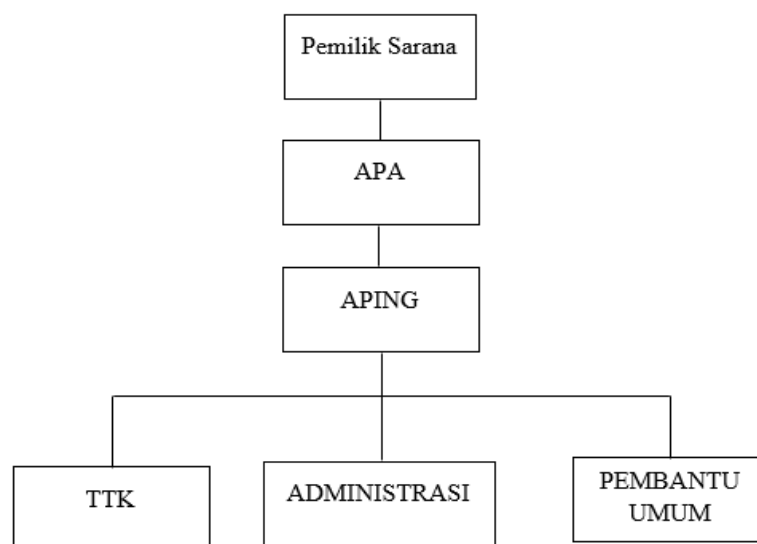 Pemilik Sarana
APA
APING
TTK
ADMINISTRASI
PEMBANTU
UMUM